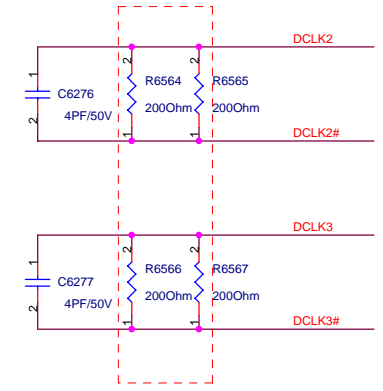 DCLK2
1
2
2
C6276
R6564
R6565
4PF/50V
200Ohm
200Ohm
2
1
1
DCLK2#
DCLK3
1
2
2
C6277
R6566
R6567
4PF/50V
200Ohm
200Ohm
2
1
1
DCLK3#